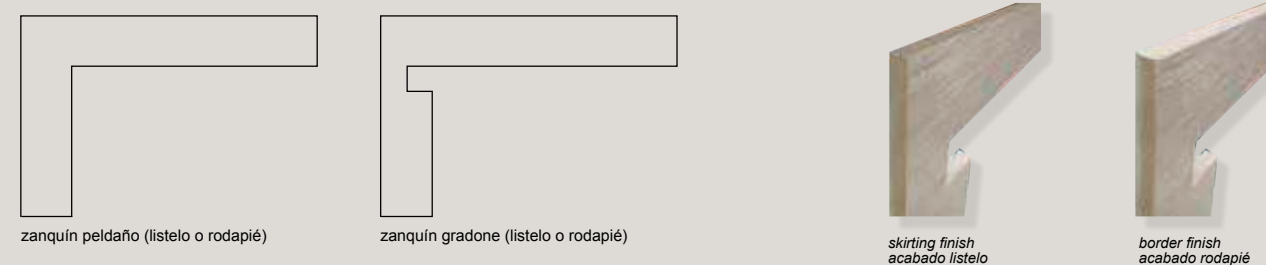 zanquín peldaño (listelo o rodapié)
zanquín gradone (listelo o rodapié)
skirting finish
acabado listelo
border finish
acabado rodapié